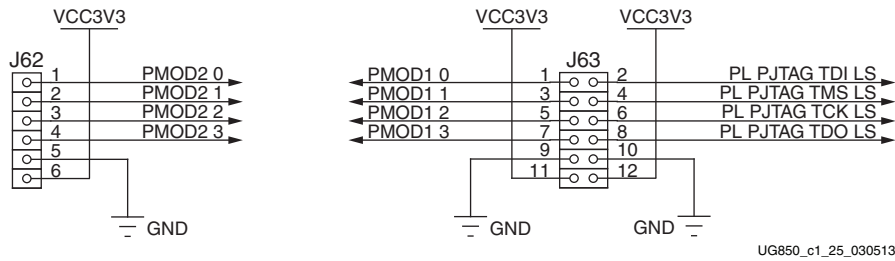 VCC3V3 VCC3V3 VCC3V3
J62 J63
1 PMOD2 0 PMOD1 0 1 2 PL PJTAG TDI LS
2 PMOD2 1 PMOD1 1 3 4 PL PJTAG TMS LS
3 PMOD2 2 PMOD1 2 5 6 PL PJTAG TCK LS
4 PMOD2 3 PMOD1 3 7 8 PL PJTAG TDO LS
5 9 10
6 11 12
GND GND GND
UG850_c1_25_030513